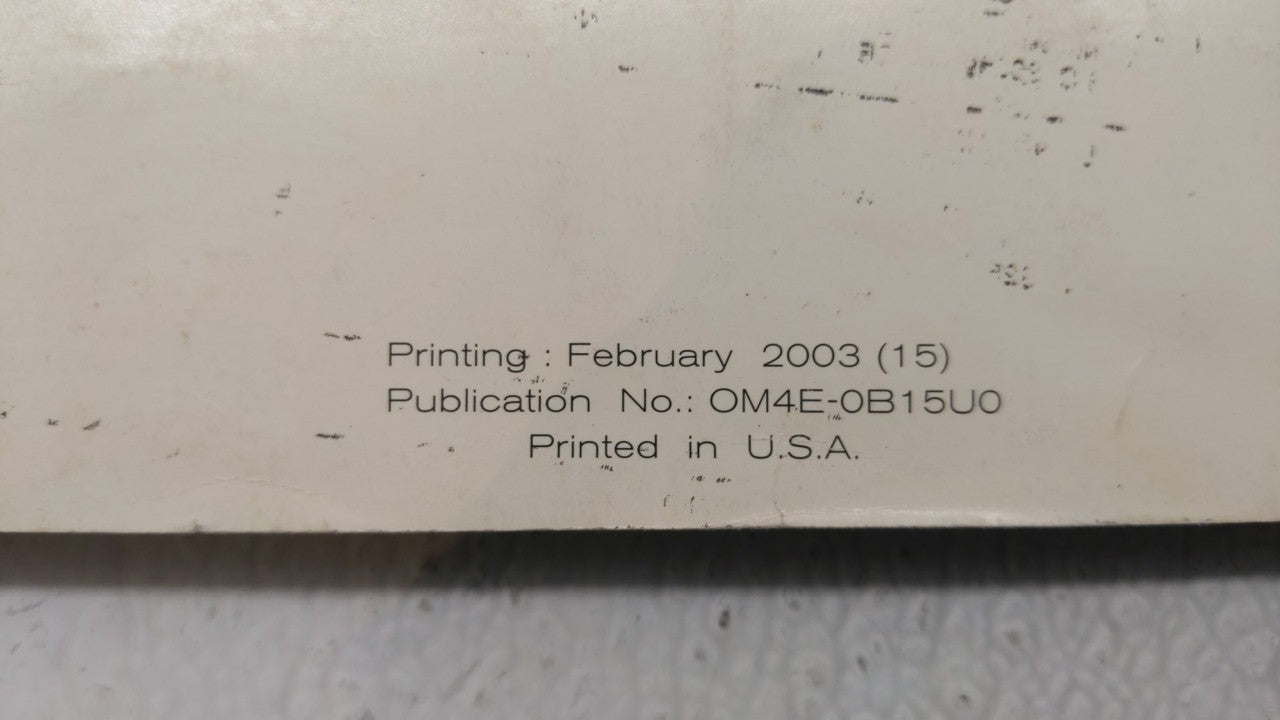 Printing : February 2003 (15)
Publication No.: OM4E-0B15U0
Printed in U.S.A.